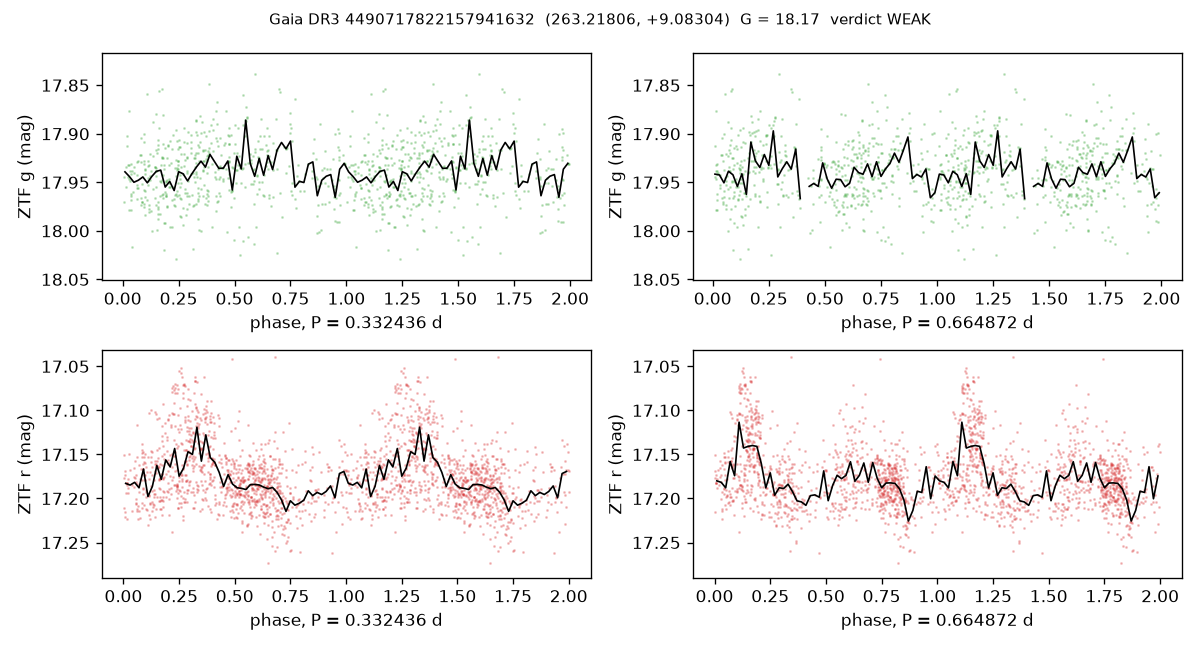 Gaia DR3 4490717822157941632 (263.21806, +9.08304) G = 18.17 verdict WEAK
ZTF g (mag)
17.85
17.90
17.95
18.00
18.05
0.00 0.25 0.50 0.75 1.00 1.25 1.50 1.75 2.00
phase, P = 0.332436 d
ZTF g (mag)
17.85
17.90
17.95
18.00
18.05
0.00 0.25 0.50 0.75 1.00 1.25 1.50 1.75 2.00
phase, P = 0.664872 d
ZTF r (mag)
17.05
17.10
17.15
17.20
17.25
0.00 0.25 0.50 0.75 1.00 1.25 1.50 1.75 2.00
phase, P = 0.332436 d
ZTF r (mag)
17.05
17.10
17.15
17.20
17.25
0.00 0.25 0.50 0.75 1.00 1.25 1.50 1.75 2.00
phase, P = 0.664872 d